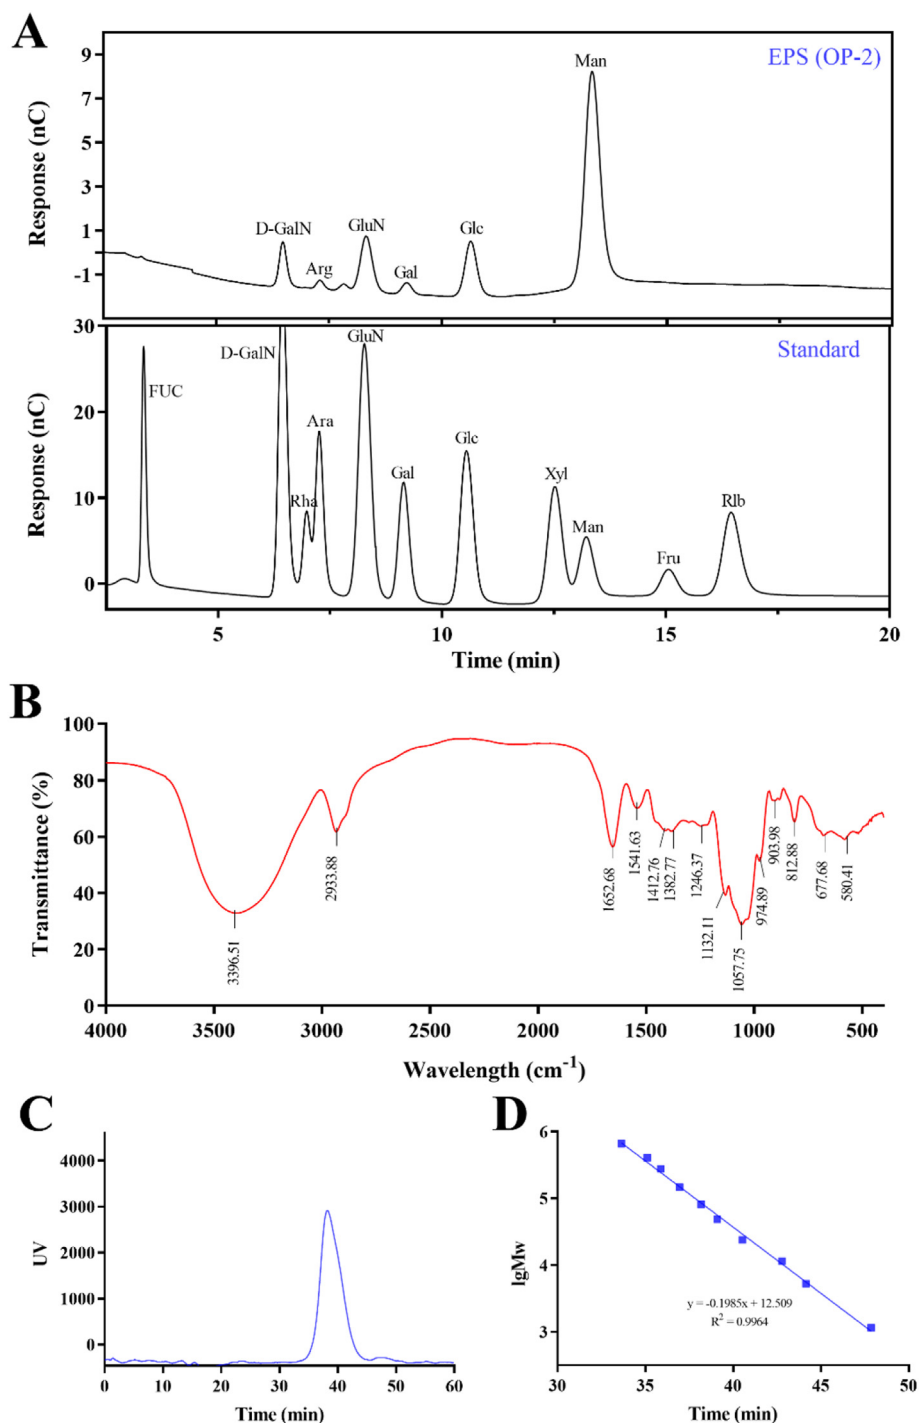 A
EPS (OP-2)
Response (nC)
9
7
5
3
1
-1
D-GalN
Arg
GluN
Gal
Glc
Man
Standard
Response (nC)
30
20
10
0
FUC
D-GalN
Rha
Ara
GluN
Gal
Glc
Xyl
Man
Fru
Rlb
5 10 15 20
Time (min)
B
Transmittance (%)
100
80
60
40
20
0
3396.51
2933.88
1652.68
1541.63
1412.76
1382.77
1246.37
1132.11
1057.75
974.89
903.98
812.88
677.68
580.41
4000 3500 3000 2500 2000 1500 1000 500
Wavelength (cm⁻¹)
C
UV
4000
3000
2000
1000
0
0 10 20 30 40 50 60
Time (min)
D
lgMw
6
5
4
3
y = -0.1985x + 12.509
R² = 0.9964
30 35 40 45 50
Time (min)